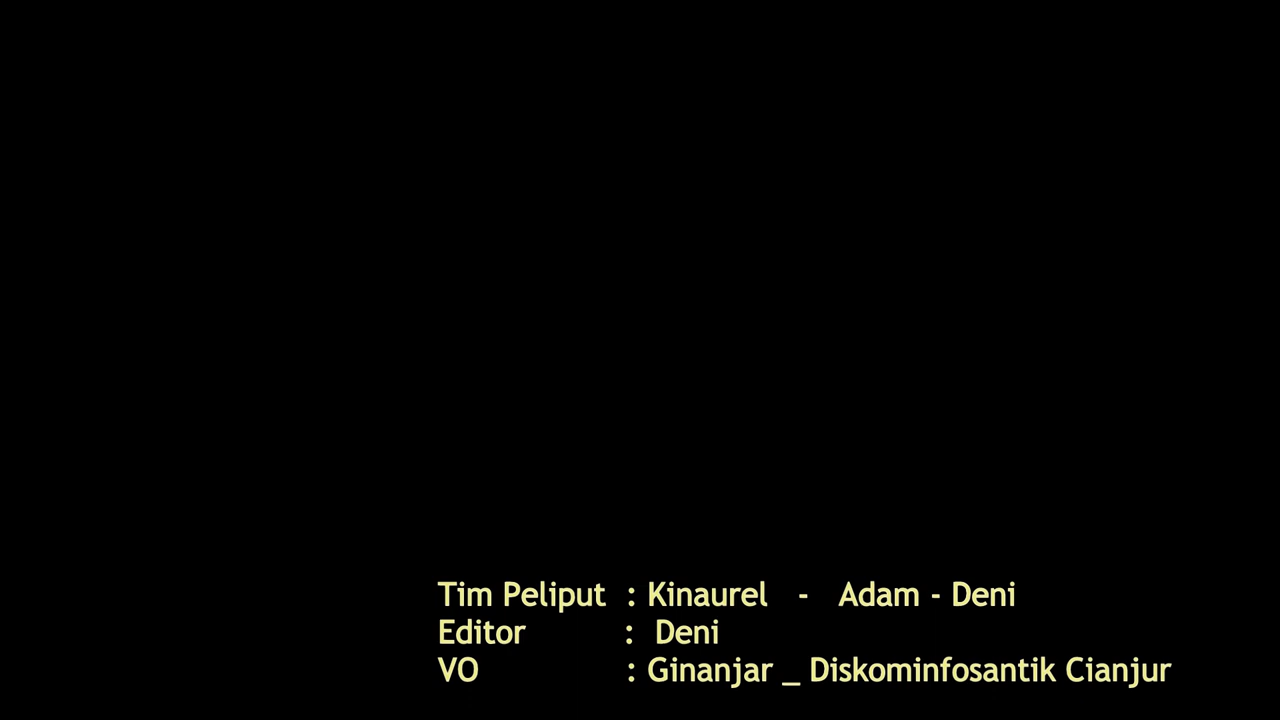 Tim Peliput : Kinaurel - Adam - Deni
Editor : Deni
VO : Ginanjar _ Diskominfosantik Cianjur